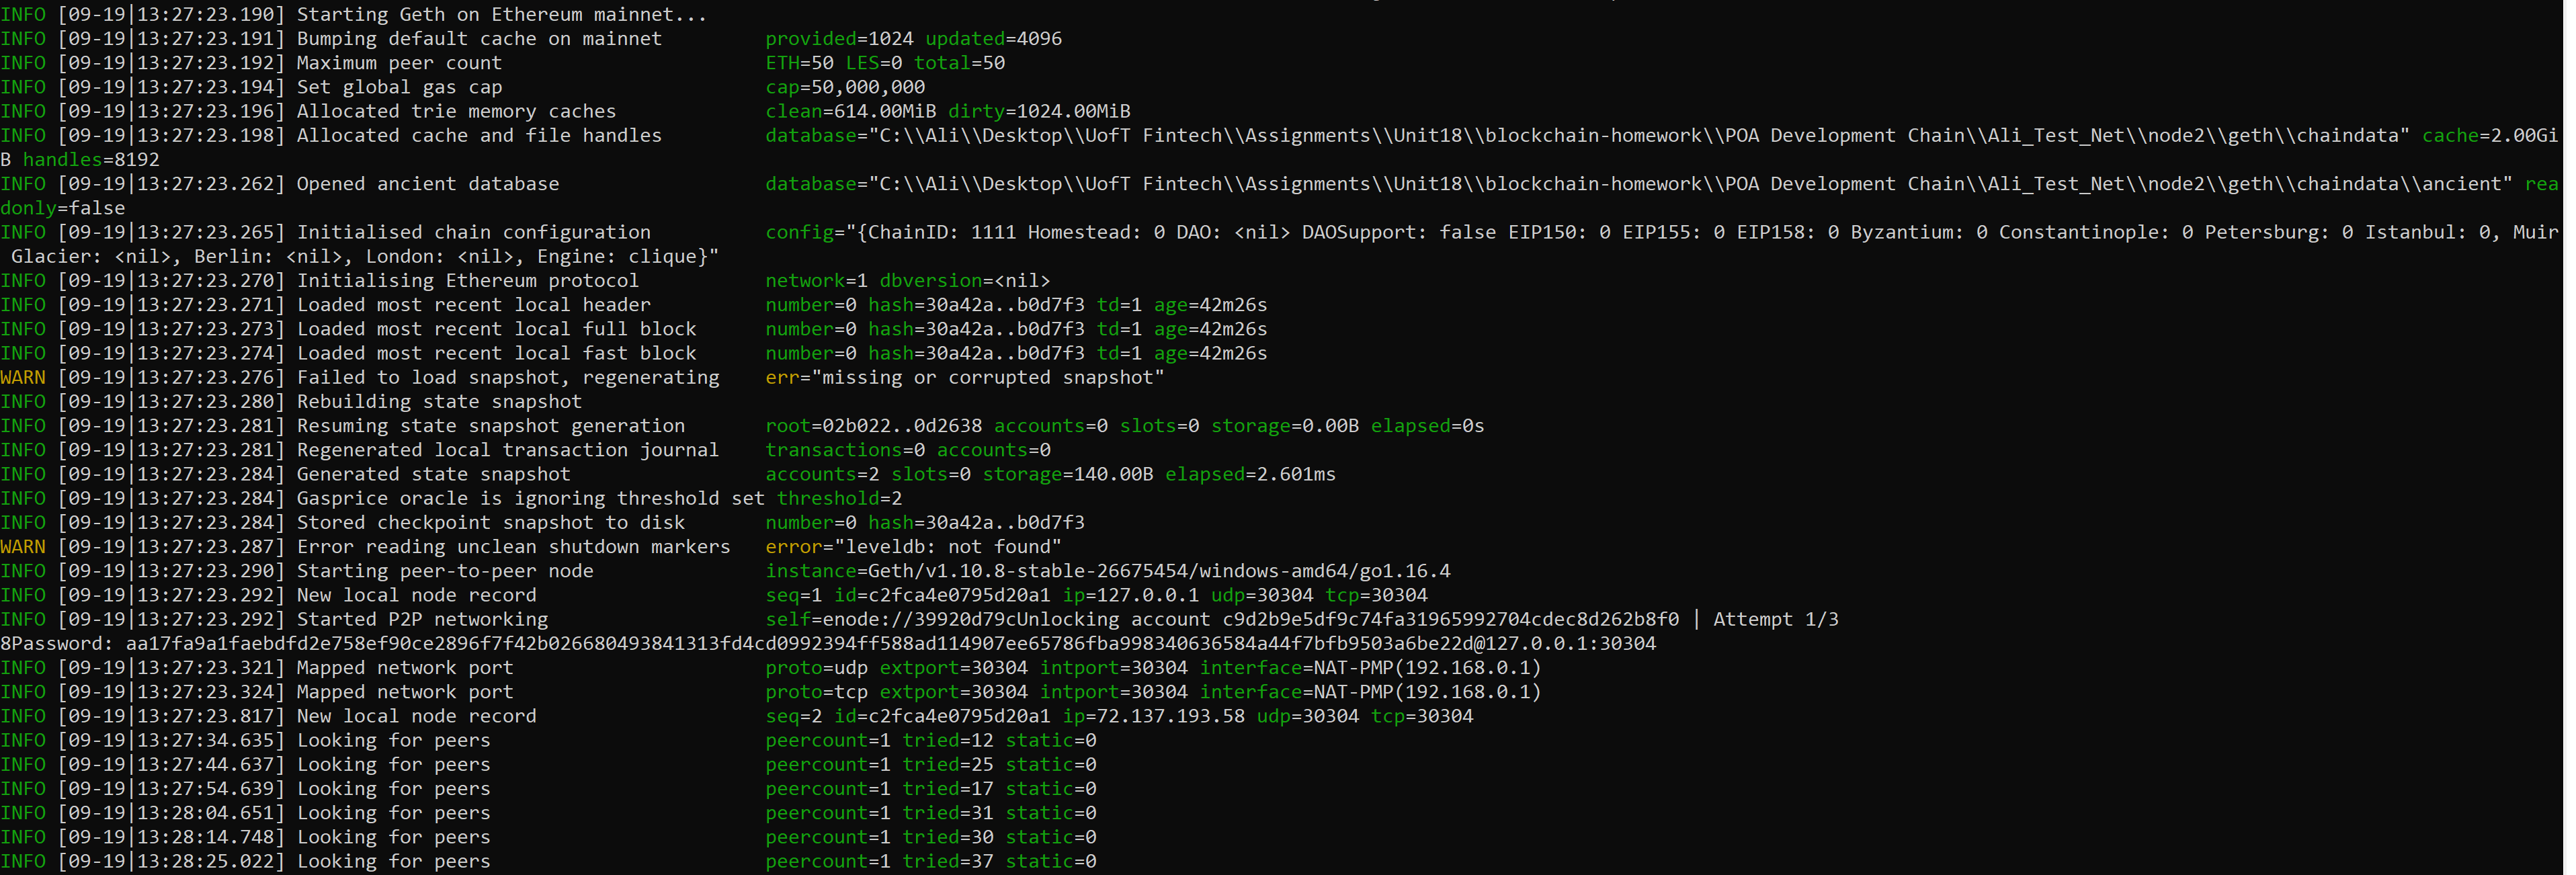 INFO [09-19|13:27:23.190] Starting Geth on Ethereum mainnet...
INFO [09-19|13:27:23.191] Bumping default cache on mainnet provided=1024 updated=4096
INFO [09-19|13:27:23.192] Maximum peer count ETH=50 LES=0 total=50
INFO [09-19|13:27:23.194] Set global gas cap cap=50,000,000
INFO [09-19|13:27:23.196] Allocated trie memory caches clean=614.00MiB dirty=1024.00MiB
INFO [09-19|13:27:23.198] Allocated cache and file handles database="C:\\Ali\\Desktop\\UofT Fintech\\Assignments\\Unit18\\blockchain-homework\\POA Development Chain\\Ali_Test_Net\\node2\\geth\\chaindata" cache=2.00Gi
B handles=8192
INFO [09-19|13:27:23.262] Opened ancient database database="C:\\Ali\\Desktop\\UofT Fintech\\Assignments\\Unit18\\blockchain-homework\\POA Development Chain\\Ali_Test_Net\\node2\\geth\\chaindata\\ancient" rea
donly=false
INFO [09-19|13:27:23.265] Initialised chain configuration config="{ChainID: 1111 Homestead: 0 DAO: <nil> DAOSupport: false EIP150: 0 EIP155: 0 EIP158: 0 Byzantium: 0 Constantinople: 0 Petersburg: 0 Istanbul: 0, Muir
Glacier: <nil>, Berlin: <nil>, London: <nil>, Engine: clique}"
INFO [09-19|13:27:23.270] Initialising Ethereum protocol network=1 dbversion=<nil>
INFO [09-19|13:27:23.271] Loaded most recent local header number=0 hash=30a42a..b0d7f3 td=1 age=42m26s
INFO [09-19|13:27:23.273] Loaded most recent local full block number=0 hash=30a42a..b0d7f3 td=1 age=42m26s
INFO [09-19|13:27:23.274] Loaded most recent local fast block number=0 hash=30a42a..b0d7f3 td=1 age=42m26s
WARN [09-19|13:27:23.276] Failed to load snapshot, regenerating err="missing or corrupted snapshot"
INFO [09-19|13:27:23.280] Rebuilding state snapshot
INFO [09-19|13:27:23.281] Resuming state snapshot generation root=02b022..0d2638 accounts=0 slots=0 storage=0.00B elapsed=0s
INFO [09-19|13:27:23.281] Regenerated local transaction journal transactions=0 accounts=0
INFO [09-19|13:27:23.284] Generated state snapshot accounts=2 slots=0 storage=140.00B elapsed=2.601ms
INFO [09-19|13:27:23.284] Gasprice oracle is ignoring threshold set threshold=2
INFO [09-19|13:27:23.284] Stored checkpoint snapshot to disk number=0 hash=30a42a..b0d7f3
WARN [09-19|13:27:23.287] Error reading unclean shutdown markers error="leveldb: not found"
INFO [09-19|13:27:23.290] Starting peer-to-peer node instance=Geth/v1.10.8-stable-26675454/windows-amd64/go1.16.4
INFO [09-19|13:27:23.292] New local node record seq=1 id=c2fca4e0795d20a1 ip=127.0.0.1 udp=30304 tcp=30304
INFO [09-19|13:27:23.292] Started P2P networking self=enode://39920d79cUnlocking account c9d2b9e5df9c74fa31965992704cdec8d262b8f0 | Attempt 1/3
8Password: aa17fa9a1faebdfd2e758ef90ce2896f7f42b026680493841313fd4cd0992394ff588ad114907ee65786fba998340636584a44f7bfb9503a6be22d@127.0.0.1:30304
INFO [09-19|13:27:23.321] Mapped network port proto=udp extport=30304 intport=30304 interface=NAT-PMP(192.168.0.1)
INFO [09-19|13:27:23.324] Mapped network port proto=tcp extport=30304 intport=30304 interface=NAT-PMP(192.168.0.1)
INFO [09-19|13:27:23.817] New local node record seq=2 id=c2fca4e0795d20a1 ip=72.137.193.58 udp=30304 tcp=30304
INFO [09-19|13:27:34.635] Looking for peers peercount=1 tried=12 static=0
INFO [09-19|13:27:44.637] Looking for peers peercount=1 tried=25 static=0
INFO [09-19|13:27:54.639] Looking for peers peercount=1 tried=17 static=0
INFO [09-19|13:28:04.651] Looking for peers peercount=1 tried=31 static=0
INFO [09-19|13:28:14.748] Looking for peers peercount=1 tried=30 static=0
INFO [09-19|13:28:25.022] Looking for peers peercount=1 tried=37 static=0